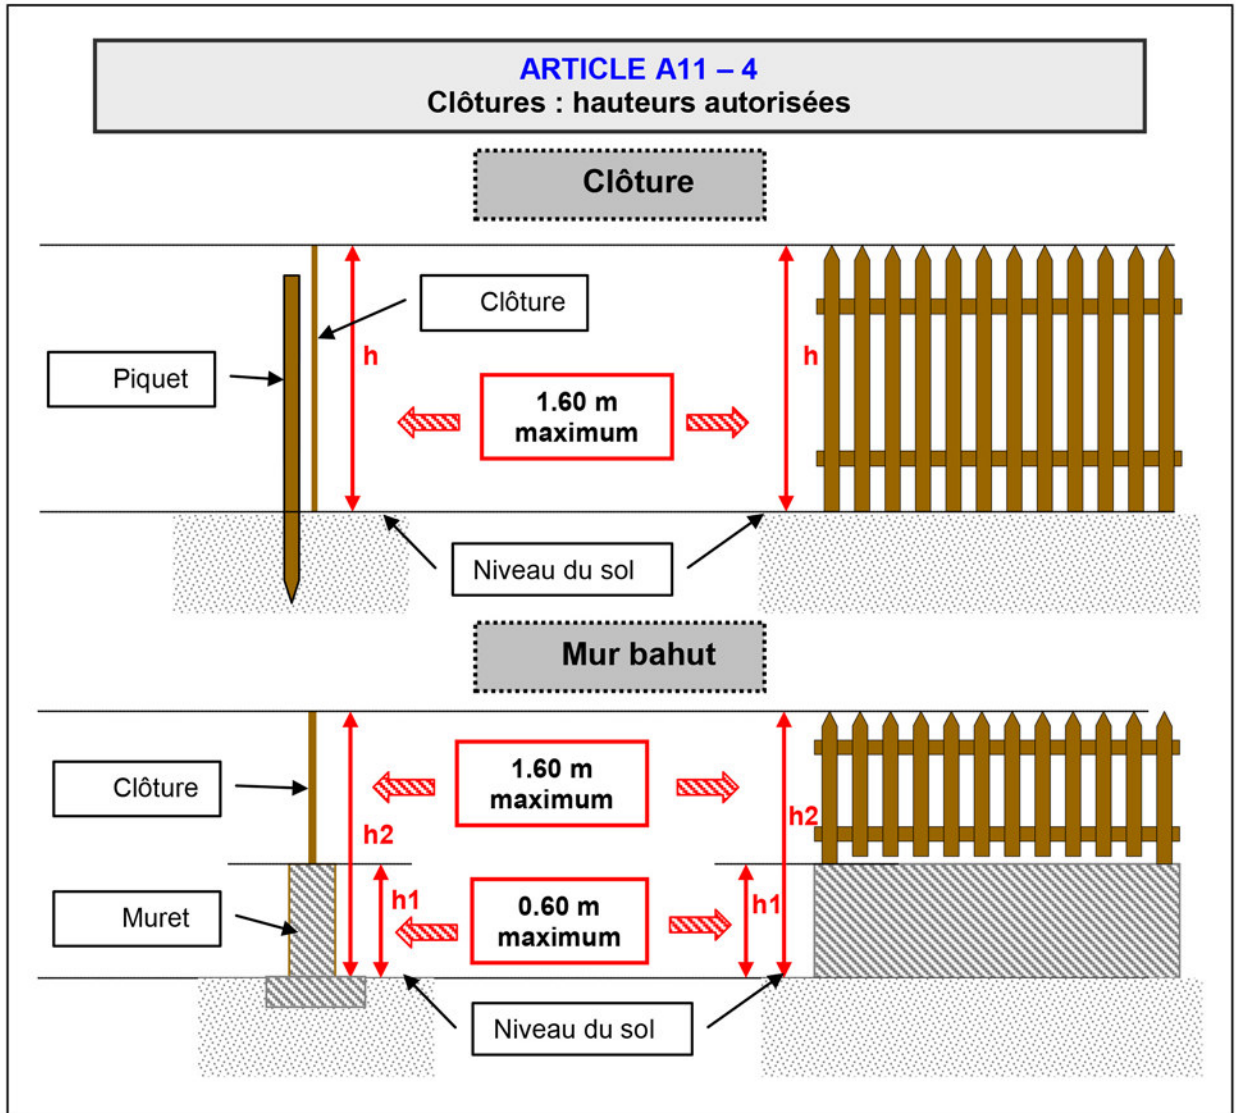 ARTICLE A11 – 4
Clôtures : hauteurs autorisées
Clôture
Clôture
h
h
Piquet
1.60 m
maximum
Niveau du sol
Mur bahut
1.60 m
maximum
Clôture
h2
h2
h1
h1
Muret
0.60 m
maximum
Niveau du sol